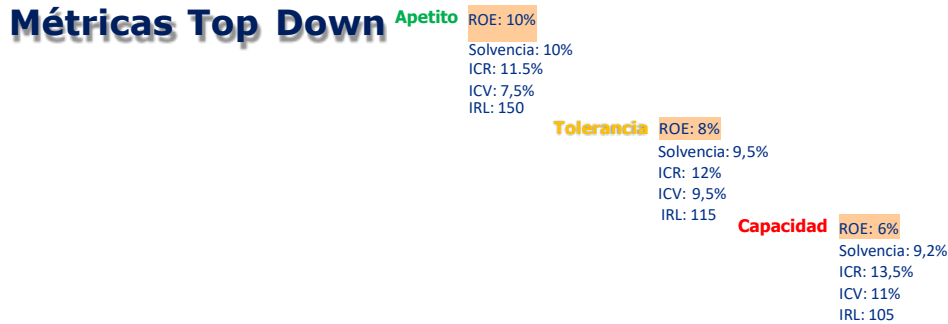 Métricas Top Down
Apetito
ROE: 10%
Solvencia: 10%
ICR: 11.5%
ICV: 7,5%
IRL: 150
Tolerancia
ROE: 8%
Solvencia: 9,5%
ICR: 12%
ICV: 9,5%
IRL: 115
Capacidad
ROE: 6%
Solvencia: 9,2%
ICR: 13,5%
ICV: 11%
IRL: 105